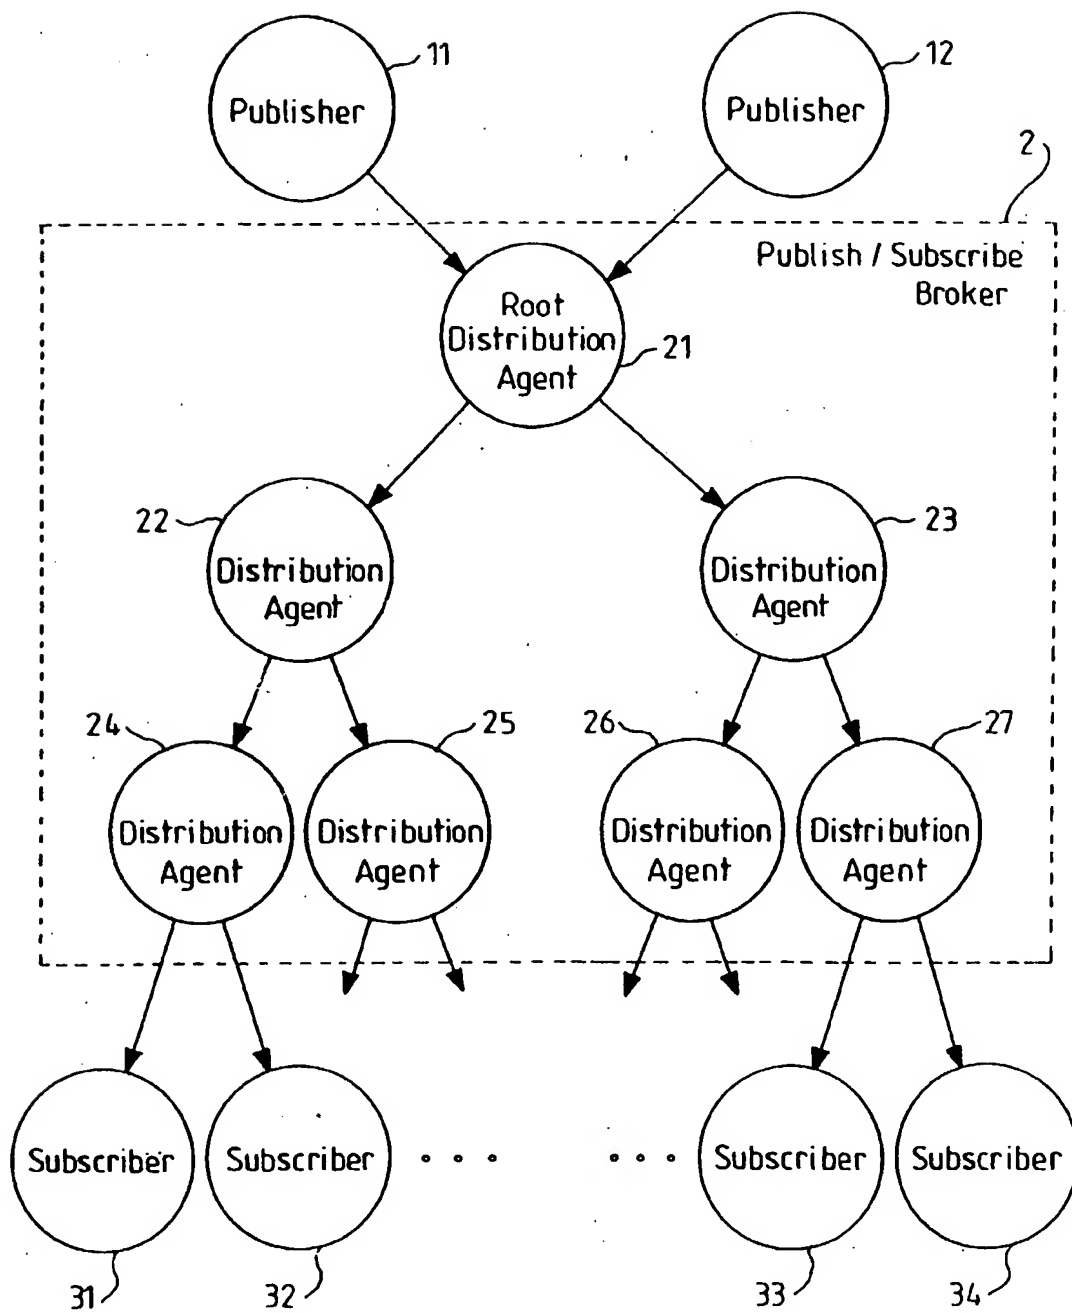 11
12
Publisher
Publisher
2
Publish / Subscribe
Broker
Root
Distribution
Agent
21
22
23
Distribution
Agent
Distribution
Agent
24
25
26
27
Distribution
Agent
Distribution
Agent
Distribution
Agent
Distribution
Agent
Subscriber
Subscriber
Subscriber
Subscriber
31
32
33
34